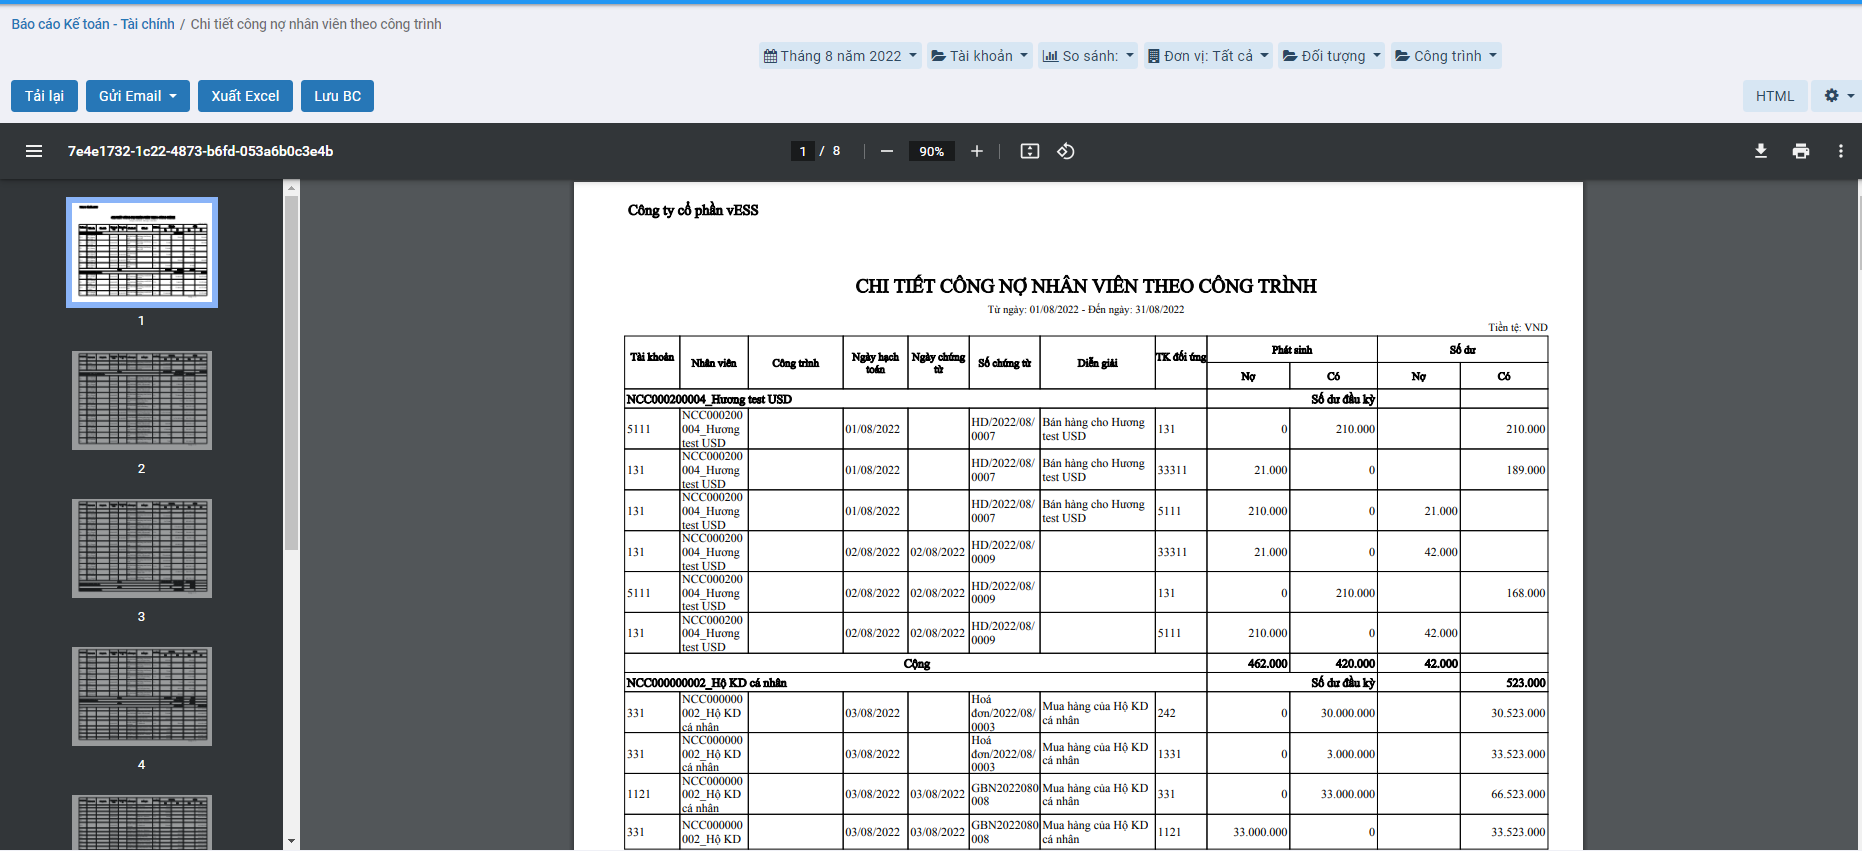 Báo cáo Kế toán - Tài chính / Chi tiết công nợ nhân viên theo công trình
Tháng 8 năm 2022 Tài khoản So sánh: Đơn vị: Tất cả Đối tượng Công trình
Tải lại Gửi Email Xuất Excel Lưu BC HTML
7e4e1732-1c22-4873-b6fd-053a6b0c3e4b 1 / 8 90%
1
2
3
4
Công ty cổ phần vESS
CHI TIẾT CÔNG NỢ NHÂN VIÊN THEO CÔNG TRÌNH
Từ ngày: 01/08/2022 - Đến ngày: 31/08/2022
Tiền tệ: VND
Tài khoản Nhân viên Công trình Ngày hạch toán Ngày chứng từ Số chứng từ Diễn giải TK đối ứng Phát sinh Số dư
Nợ Có Nợ Có
NCC000200004_Hương test USD Số dư đầu kỳ
5111 NCC000200004_Hương test USD 01/08/2022 HD/2022/08/0007 Bán hàng cho Hương test USD 131 0 210.000 210.000
131 NCC000200004_Hương test USD 01/08/2022 HD/2022/08/0007 Bán hàng cho Hương test USD 33311 21.000 0 189.000
131 NCC000200004_Hương test USD 01/08/2022 HD/2022/08/0007 Bán hàng cho Hương test USD 5111 210.000 0 21.000
131 NCC000200004_Hương test USD 02/08/2022 02/08/2022 HD/2022/08/0009 33311 21.000 0 42.000
5111 NCC000200004_Hương test USD 02/08/2022 02/08/2022 HD/2022/08/0009 131 0 210.000 168.000
131 NCC000200004_Hương test USD 02/08/2022 02/08/2022 HD/2022/08/0009 5111 210.000 0 42.000
Cộng 462.000 420.000 42.000
NCC000000002_Hộ KD cá nhân Số dư đầu kỳ 523.000
331 NCC000000002_Hộ KD cá nhân 03/08/2022 Hoá đơn/2022/08/0003 Mua hàng của Hộ KD cá nhân 242 0 30.000.000 30.523.000
331 NCC000000002_Hộ KD cá nhân 03/08/2022 Hoá đơn/2022/08/0003 Mua hàng của Hộ KD cá nhân 1331 0 3.000.000 33.523.000
1121 NCC000000002_Hộ KD cá nhân 03/08/2022 03/08/2022 GBN2022080008 Mua hàng của Hộ KD cá nhân 331 0 33.000.000 66.523.000
331 NCC000000002_Hộ KD 03/08/2022 03/08/2022 GBN2022080008 Mua hàng của Hộ KD cá nhân 1121 33.000.000 0 33.523.000